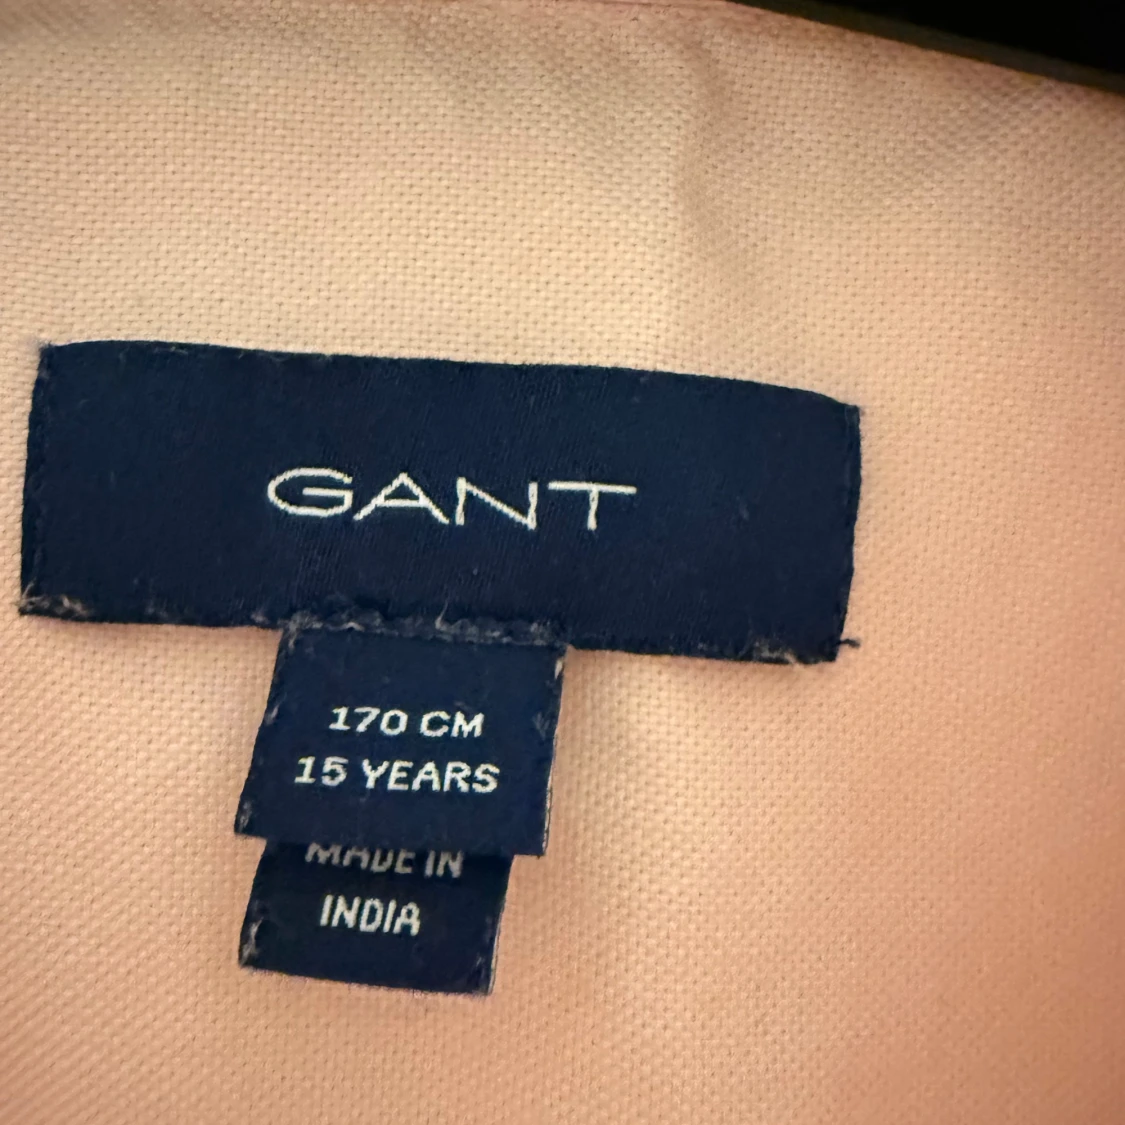 GANT
170 CM
15 YEARS
MADE IN
INDIA